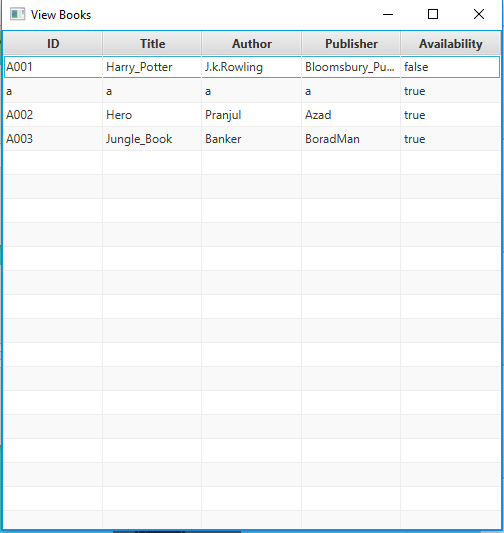 View Books
ID Title Author Publisher Availability
A001 Harry_Potter J.k.Rowling Bloomsbury_Pu... false
a a a a true
A002 Hero Pranjul Azad true
A003 Jungle_Book Banker BoradMan true